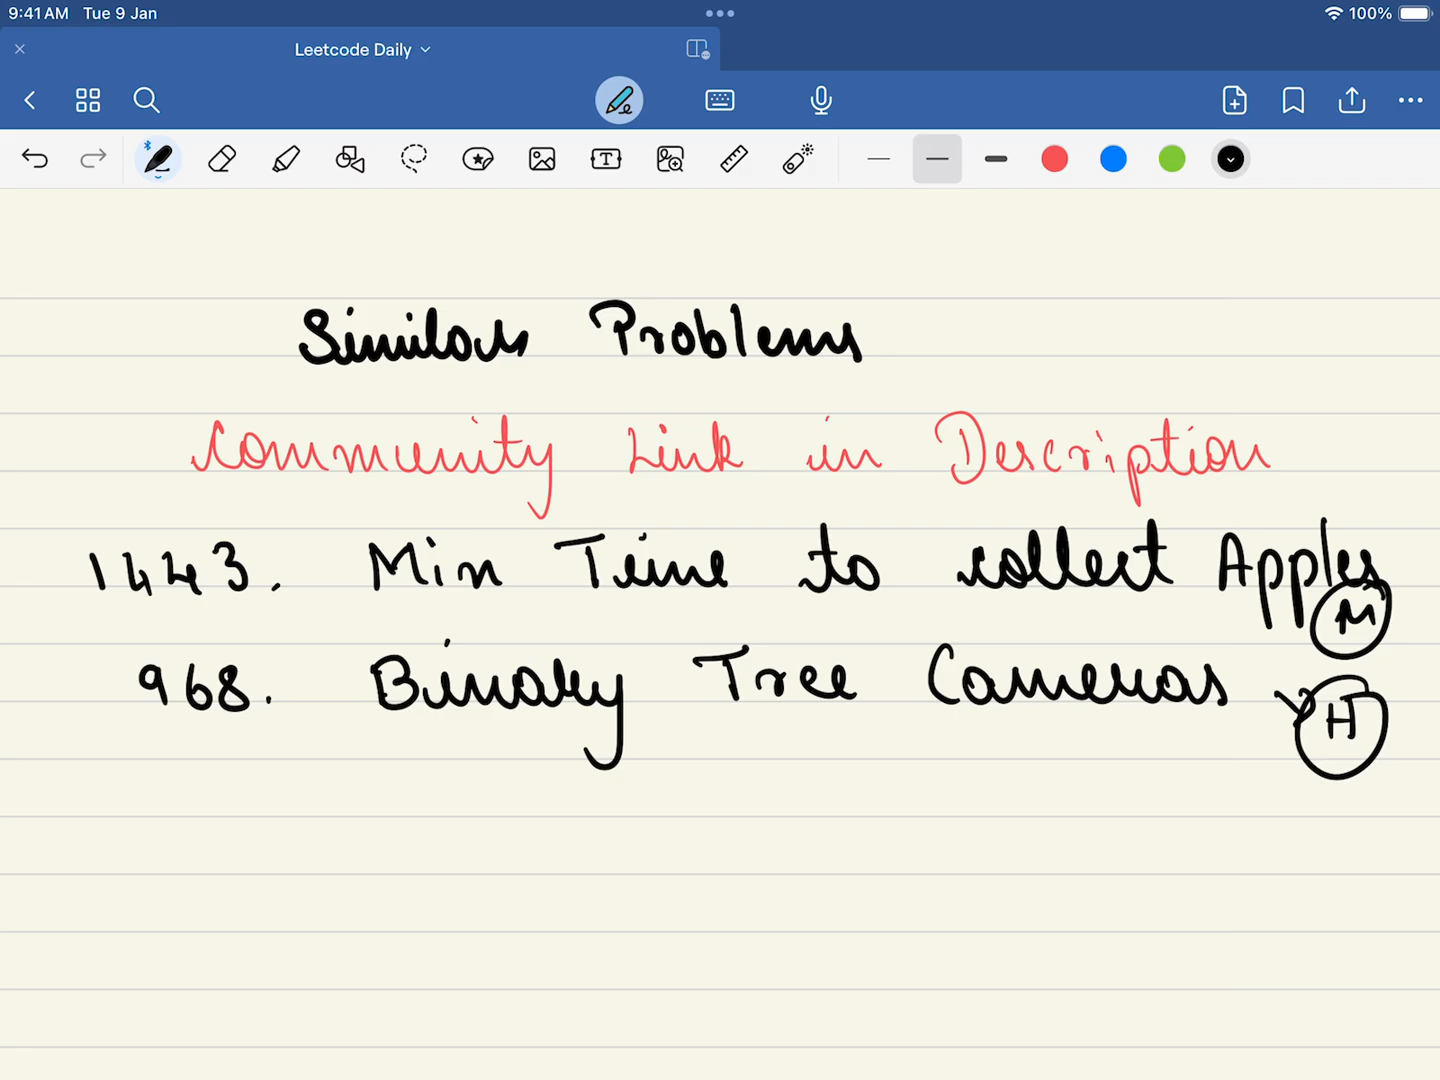 9:41 AM Tue 9 Jan 100%
Leetcode Daily
Similar Problems
Community Link in Description
1443. Min Time to collect Apples
M
968. Binary Tree Cameras
H